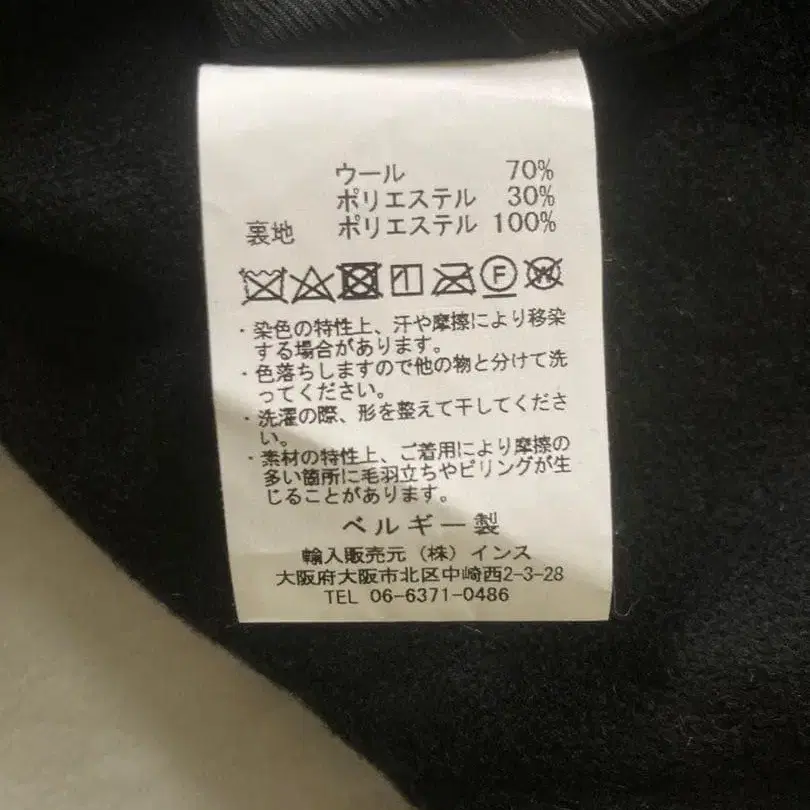 ウール 70%
ポリエステル 30%
裏地 ポリエステル 100%
F W
・染色の特性上、汗や摩擦により移染
する場合があります。
・色落ちしますので他の物と分けて洗
ってください。
・洗濯の際、形を整えて干してくださ
い。
・素材の特性上、ご着用により摩擦の
多い箇所に毛羽立ちやピリングが生
じることがあります。
ベルギー製
輸入販売元 (株) インス
大阪府大阪市北区中崎西2-3-28
TEL 06-6371-0486